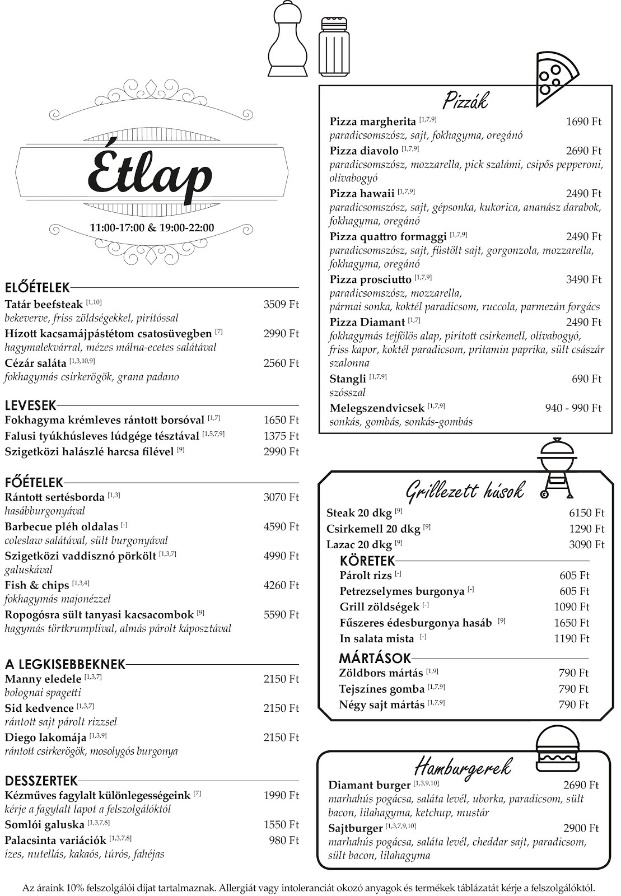 Étlap
11:00-17:00 & 19:00-22:00
ELŐÉTELEK
Tatár beefsteak [1,10] 3509 Ft
bekeverve, friss zöldségekkel, pirítóssal
Hízott kacsamájpástétom csatosüvegben [7] 2990 Ft
hagymalekvárral, mézes málna-ecetes salátával
Cézár saláta [1,3,10,9] 2560 Ft
fokhagymás csirkerögök, grana padano
LEVESEK
Fokhagyma krémleves rántott borsóval [1,7] 1650 Ft
Falusi tyúkhúsleves lúdgége tésztával [1,5,7,9] 1375 Ft
Szigetközi halászlé harcsa filével [9] 2990 Ft
FŐÉTELEK
Rántott sertésborda [1,3] 3070 Ft
hasábburgonyával
Barbecue pléh oldalas [-] 4590 Ft
coleslaw salátával, sült burgonyával
Szigetközi vaddisznó pörkölt [1,3,7] 4990 Ft
galuskával
Fish & chips [1,3,4] 4260 Ft
fokhagymás majonézzel
Ropogósra sült tanyasi kacsacombok [9] 5590 Ft
hagymás törtkrumplival, almás párolt káposztával
A LEGKISEBBEKNEK
Manny eledele [1,3,7] 2150 Ft
bolognai spagetti
Sid kedvence [1,3,7] 2150 Ft
rántott sajt párolt rizzsel
Diego lakomája [1,3,9] 2150 Ft
rántott csirkerögök, mosolygós burgonya
DESSZERTEK
Kézműves fagylalt különlegességeink [7] 1990 Ft
kérje a fagylalt lapot a felszolgálóktól
Somlói galuska [1,3,7,8] 1550 Ft
Palacsinta variációk [1,3,7,8] 980 Ft
ízes, nutellás, kakaós, túrós, fahéjas
Pizzák
Pizza margherita [1,7,9] 1690 Ft
paradicsomszósz, sajt, fokhagyma, oregánó
Pizza diavolo [1,7,9] 2690 Ft
paradicsomszósz, mozzarella, pick szalámi, csipős pepperoni,
olívabogyó
Pizza hawaii [1,7,9] 2490 Ft
paradicsomszósz, sajt, gépsonka, kukorica, ananász darabok,
fokhagyma, oregánó
Pizza quattro formaggi [1,7,9] 2490 Ft
paradicsomszósz, sajt, füstölt sajt, gorgonzola, mozzarella,
fokhagyma, oregánó
Pizza prosciutto [1,7,9] 3490 Ft
paradicsomszósz, mozzarella,
pármai sonka, koktél paradicsom, ruccola, parmezán forgács
Pizza Diamant [1,7] 2490 Ft
fokhagymás tejfölös alap, pirított csirkemell, olívabogyó,
friss kapor, koktél paradicsom, pritamin paprika, sült császár
szalonna
Stangli [1,7,9] 690 Ft
szósszal
Melegszendvicsek [1,7,9] 940 - 990 Ft
sonkás, gombás, sonkás-gombás
Grillezett húsok
Steak 20 dkg [9] 6150 Ft
Csirkemell 20 dkg [9] 1290 Ft
Lazac 20 dkg [9] 3090 Ft
KÖRETEK
Párolt rizs [-] 605 Ft
Petrezselymes burgonya [-] 605 Ft
Grill zöldségek [-] 1090 Ft
Fűszeres édesburgonya hasáb [9] 1650 Ft
In salata mista [-] 1190 Ft
MÁRTÁSOK
Zöldbors mártás [1,9] 790 Ft
Tejszínes gomba [1,7,9] 790 Ft
Négy sajt mártás [1,7,9] 790 Ft
Hamburgerek
Diamant burger [1,3,9,10] 2690 Ft
marhahús pogácsa, saláta levél, uborka, paradicsom, sült
bacon, lilahagyma, ketchup, mustár
Sajtburger [1,3,7,9,10] 2900 Ft
marhahús pogácsa, saláta levél, cheddar sajt, paradicsom,
sült bacon, lilahagyma
Az áraink 10% felszolgálói díjat tartalmaznak. Allergiát vagy intoleranciát okozó anyagok és termékek táblázatát kérje a felszolgálóktól.